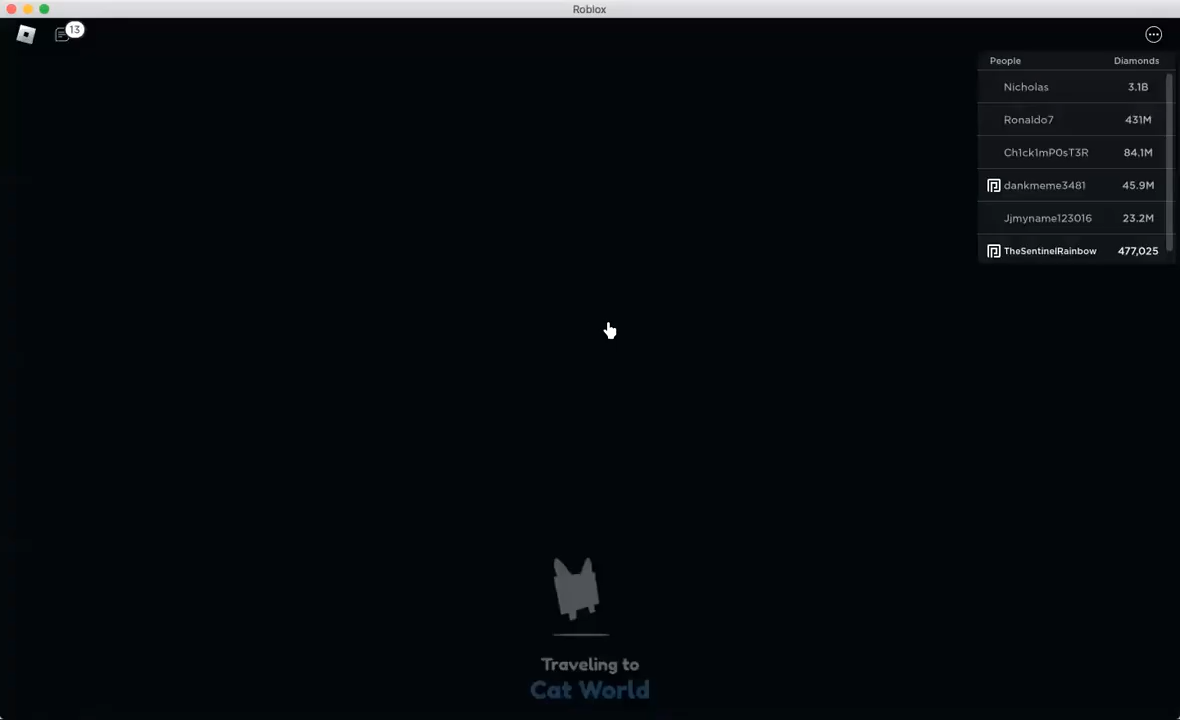 Roblox
13
People Diamonds
Nicholas 3.1B
Ronaldo7 431M
Ch1ck1mP0sT3R 84.1M
dankmeme3481 45.9M
Jjmyname123016 23.2M
TheSentinelRainbow 477,025
Traveling to
Cat World